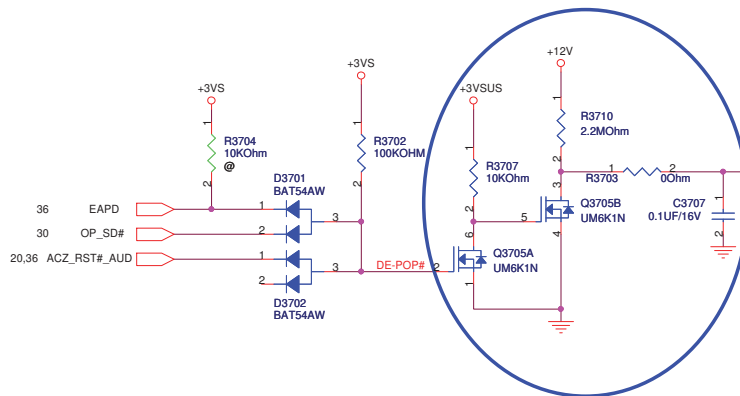 +12V
+3VS
+3VSUS
+3VS
1
R3710
2.2MOhm
2
1
R3704
10KOhm
@
2
1
R3702
100KOHM
2
1
R3707
10KOhm
2
1
R3703
2
0Ohm
D3701
BAT54AW
3
Q3705B
UM6K1N
5
4
1
C3707
0.1UF/16V
2
36 EAPD
1
3
30 OP_SD#
2
6
Q3705A
UM6K1N
20,36 ACZ_RST#_AUD
1
3
DE-POP#
2
2
1
D3702
BAT54AW